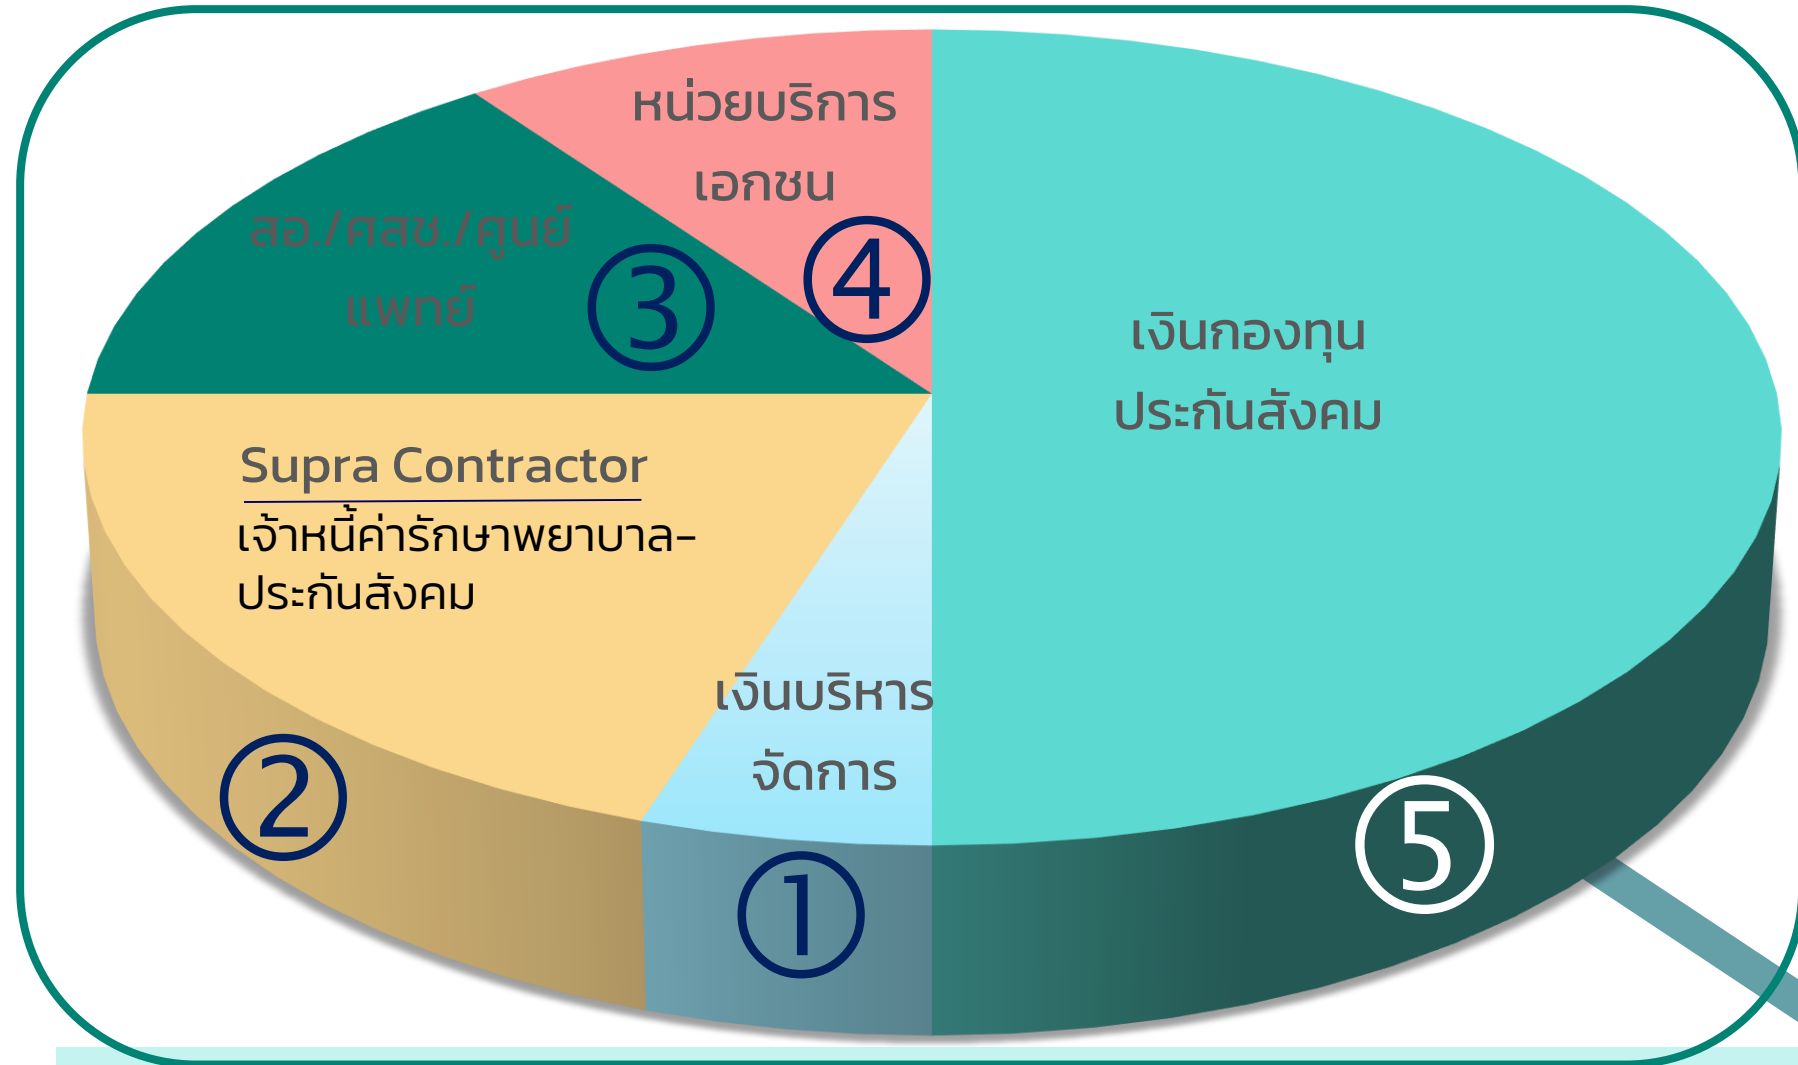 หน่วยบริการ
เอกชน
④
สอ./ศสช./ศูนย์
แพทย์
③
เงินกองทุน
ประกันสังคม
Supra Contractor
เจ้าหนี้ค่ารักษาพยาบาล-
ประกันสังคม
เงินบริหาร
จัดการ
②
①
⑤